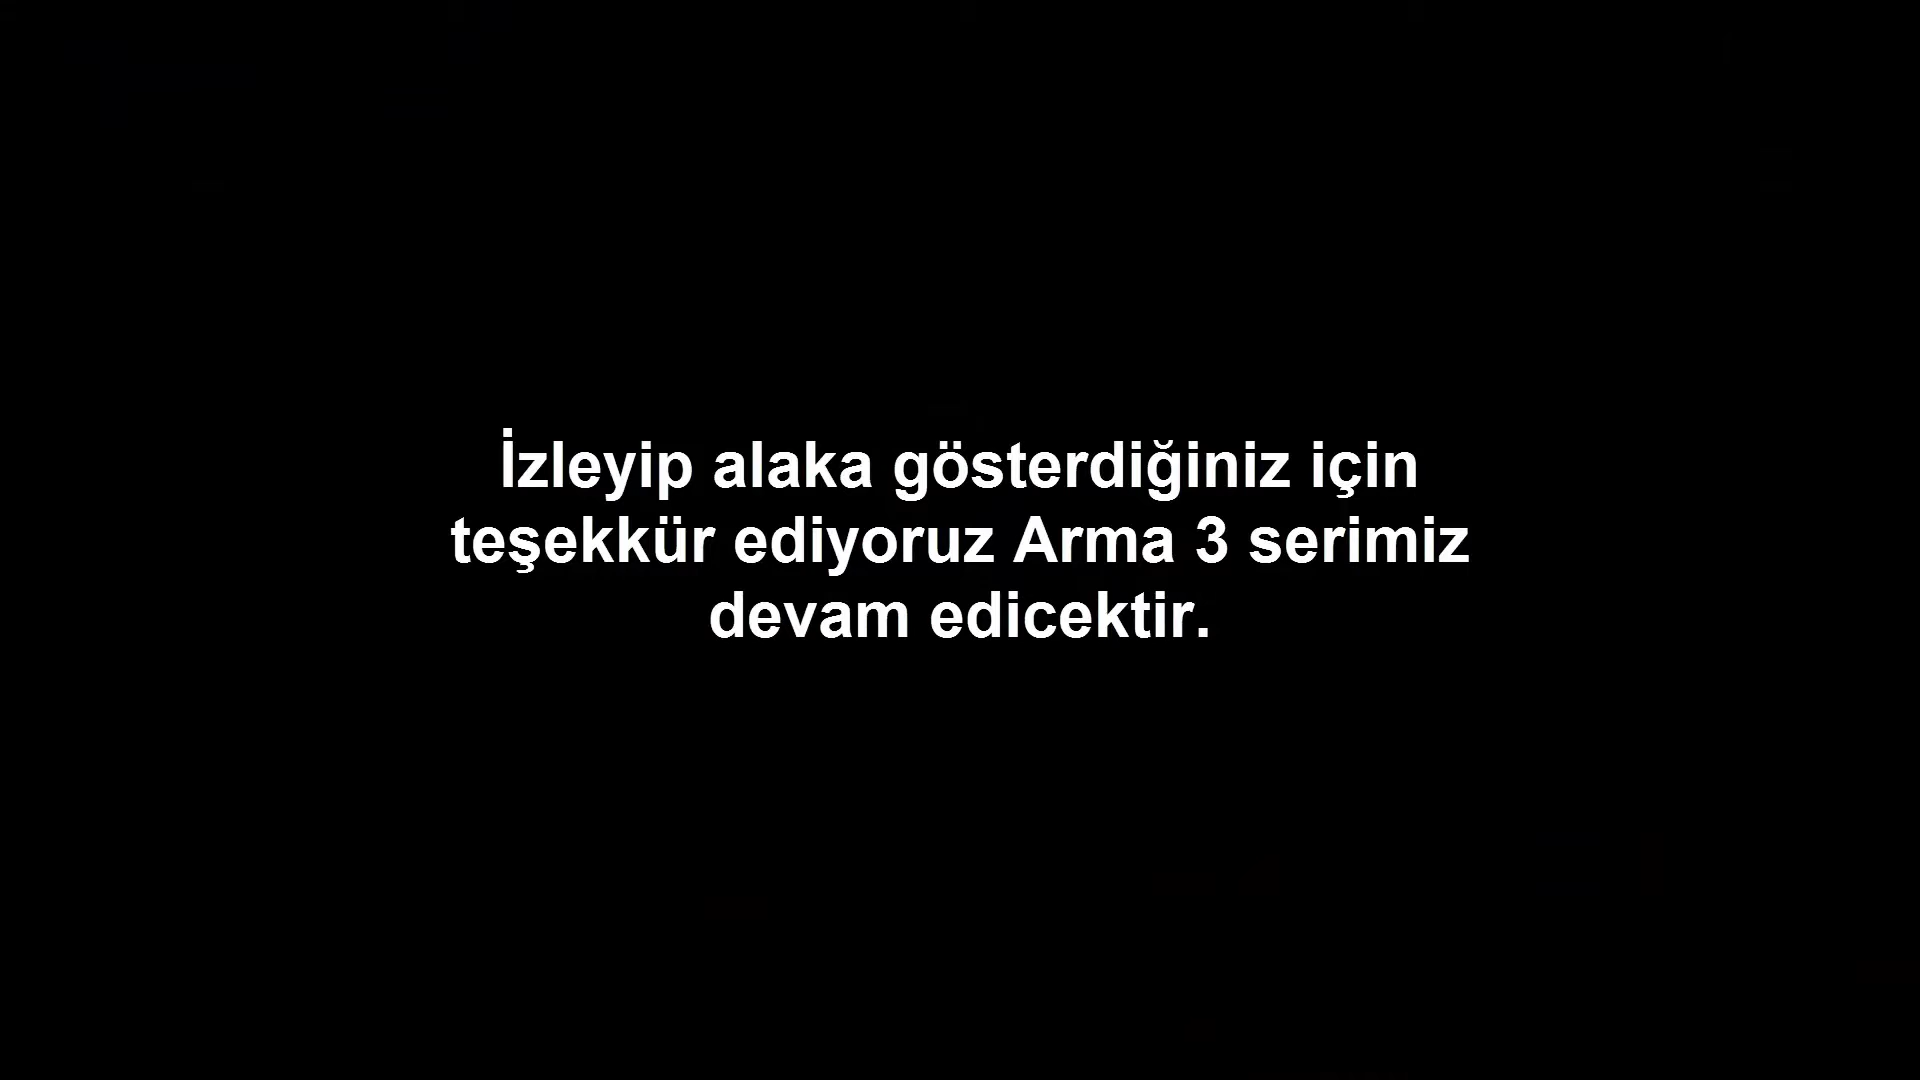 İzleyip alaka gösterdiğiniz için
teşekkür ediyoruz Arma 3 serimiz
devam edicektir.